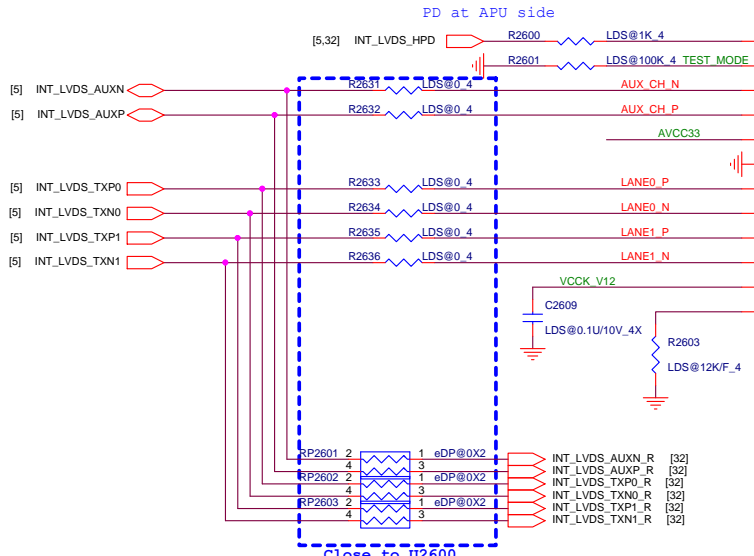 PD at APU side
[5,32] INT_LVDS_HPD R2600 LDS@1K_4
R2601 LDS@100K_4 TEST_MODE
[5] INT_LVDS_AUXN R2631 LDS@0_4 AUX_CH_N
[5] INT_LVDS_AUXP R2632 LDS@0_4 AUX_CH_P
AVCC33
[5] INT_LVDS_TXP0 R2633 LDS@0_4 LANE0_P
[5] INT_LVDS_TXN0 R2634 LDS@0_4 LANE0_N
[5] INT_LVDS_TXP1 R2635 LDS@0_4 LANE1_P
[5] INT_LVDS_TXN1 R2636 LDS@0_4 LANE1_N
VCCK_V12
C2609
LDS@0.1U/10V_4X
R2603
LDS@12K/F_4
RP2601 2 1 eDP@0X2 INT_LVDS_AUXN_R [32]
4 3 INT_LVDS_AUXP_R [32]
RP2602 2 1 eDP@0X2 INT_LVDS_TXP0_R [32]
4 3 INT_LVDS_TXN0_R [32]
RP2603 2 1 eDP@0X2 INT_LVDS_TXP1_R [32]
4 3 INT_LVDS_TXN1_R [32]
Close to U2600